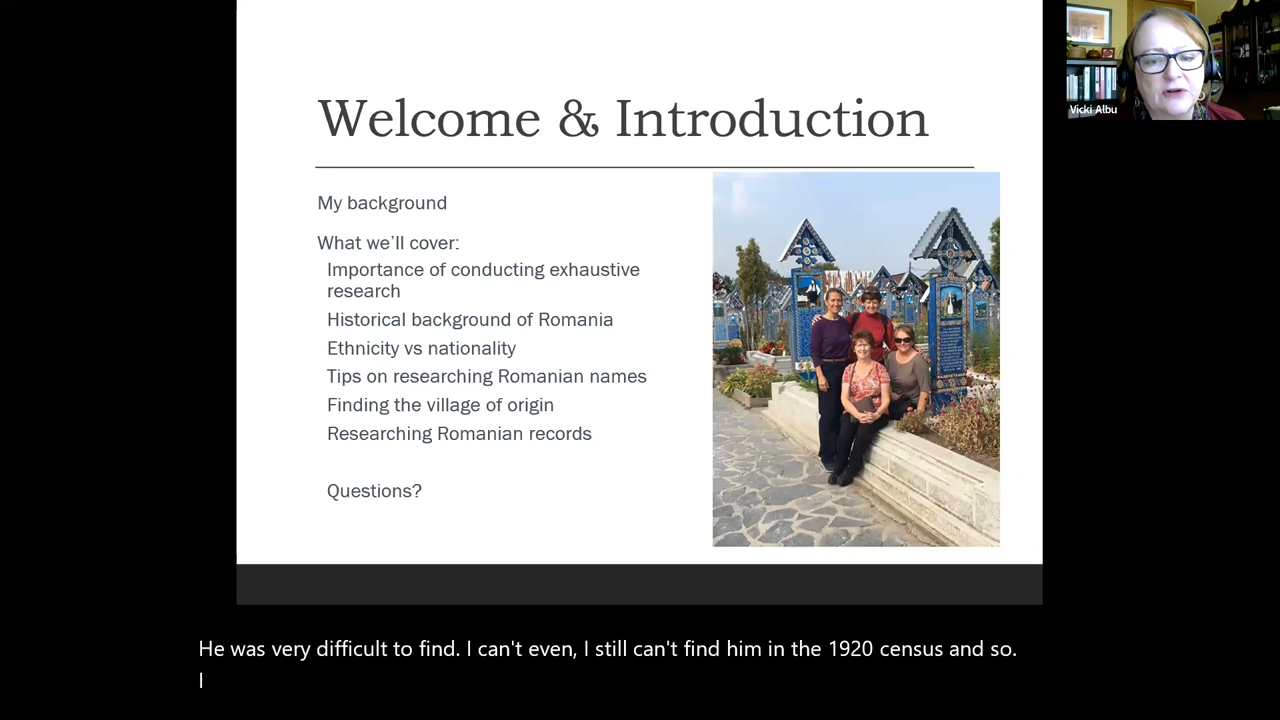 Welcome & Introduction
My background
What we'll cover:
Importance of conducting exhaustive
research
Historical background of Romania
Ethnicity vs nationality
Tips on researching Romanian names
Finding the village of origin
Researching Romanian records
Questions?
Vicki Albu
He was very difficult to find. I can't even, I still can't find him in the 1920 census and so.
I